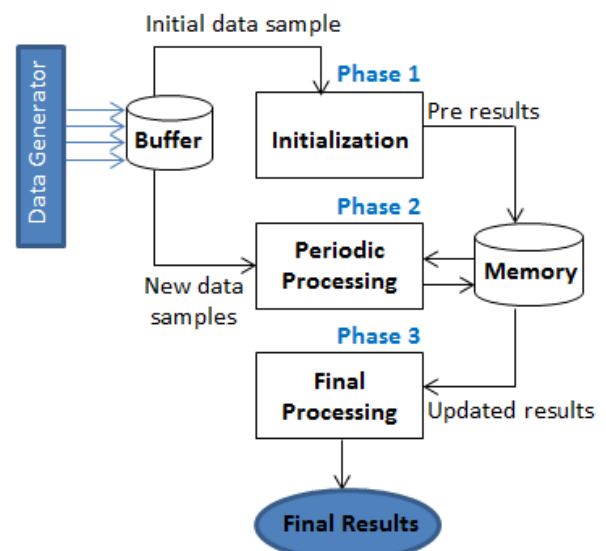 Initial data sample
Phase 1
Data Generator
Buffer
Initialization
Pre results
Phase 2
Periodic
Processing
Memory
New data
samples
Phase 3
Final
Processing
Updated results
Final Results